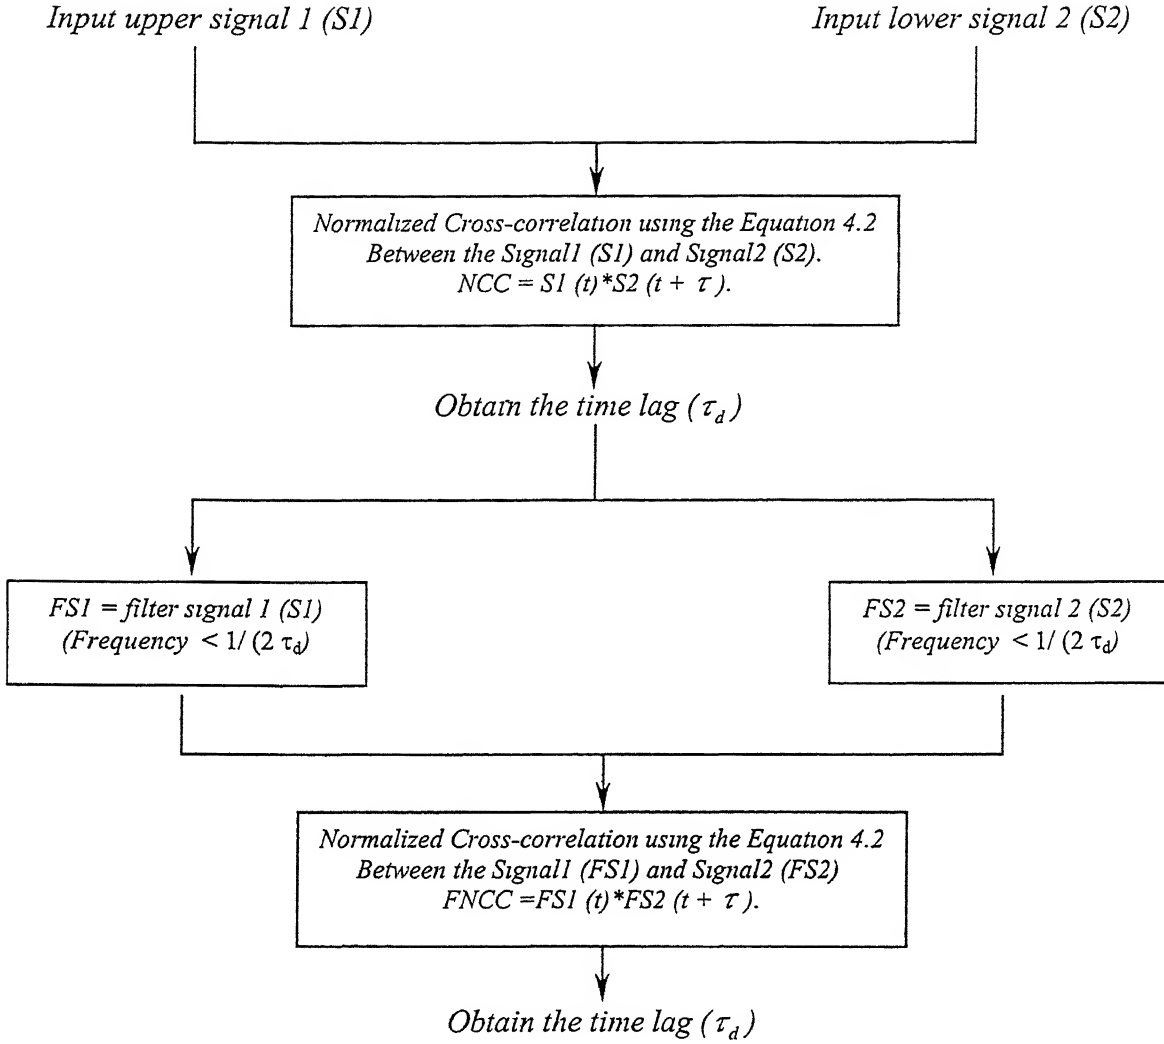 Input upper signal 1 (S1)
Input lower signal 2 (S2)
Normalized Cross-correlation using the Equation 4.2
Between the Signal1 (S1) and Signal2 (S2).
NCC = S1 (t)*S2 (t + τ ).
Obtain the time lag (τd )
FS1 = filter signal 1 (S1)
(Frequency < 1/ (2 τd)
FS2 = filter signal 2 (S2)
(Frequency < 1/ (2 τd)
Normalized Cross-correlation using the Equation 4.2
Between the Signal1 (FS1) and Signal2 (FS2)
FNCC =FS1 (t)*FS2 (t + τ ).
Obtain the time lag (τd )